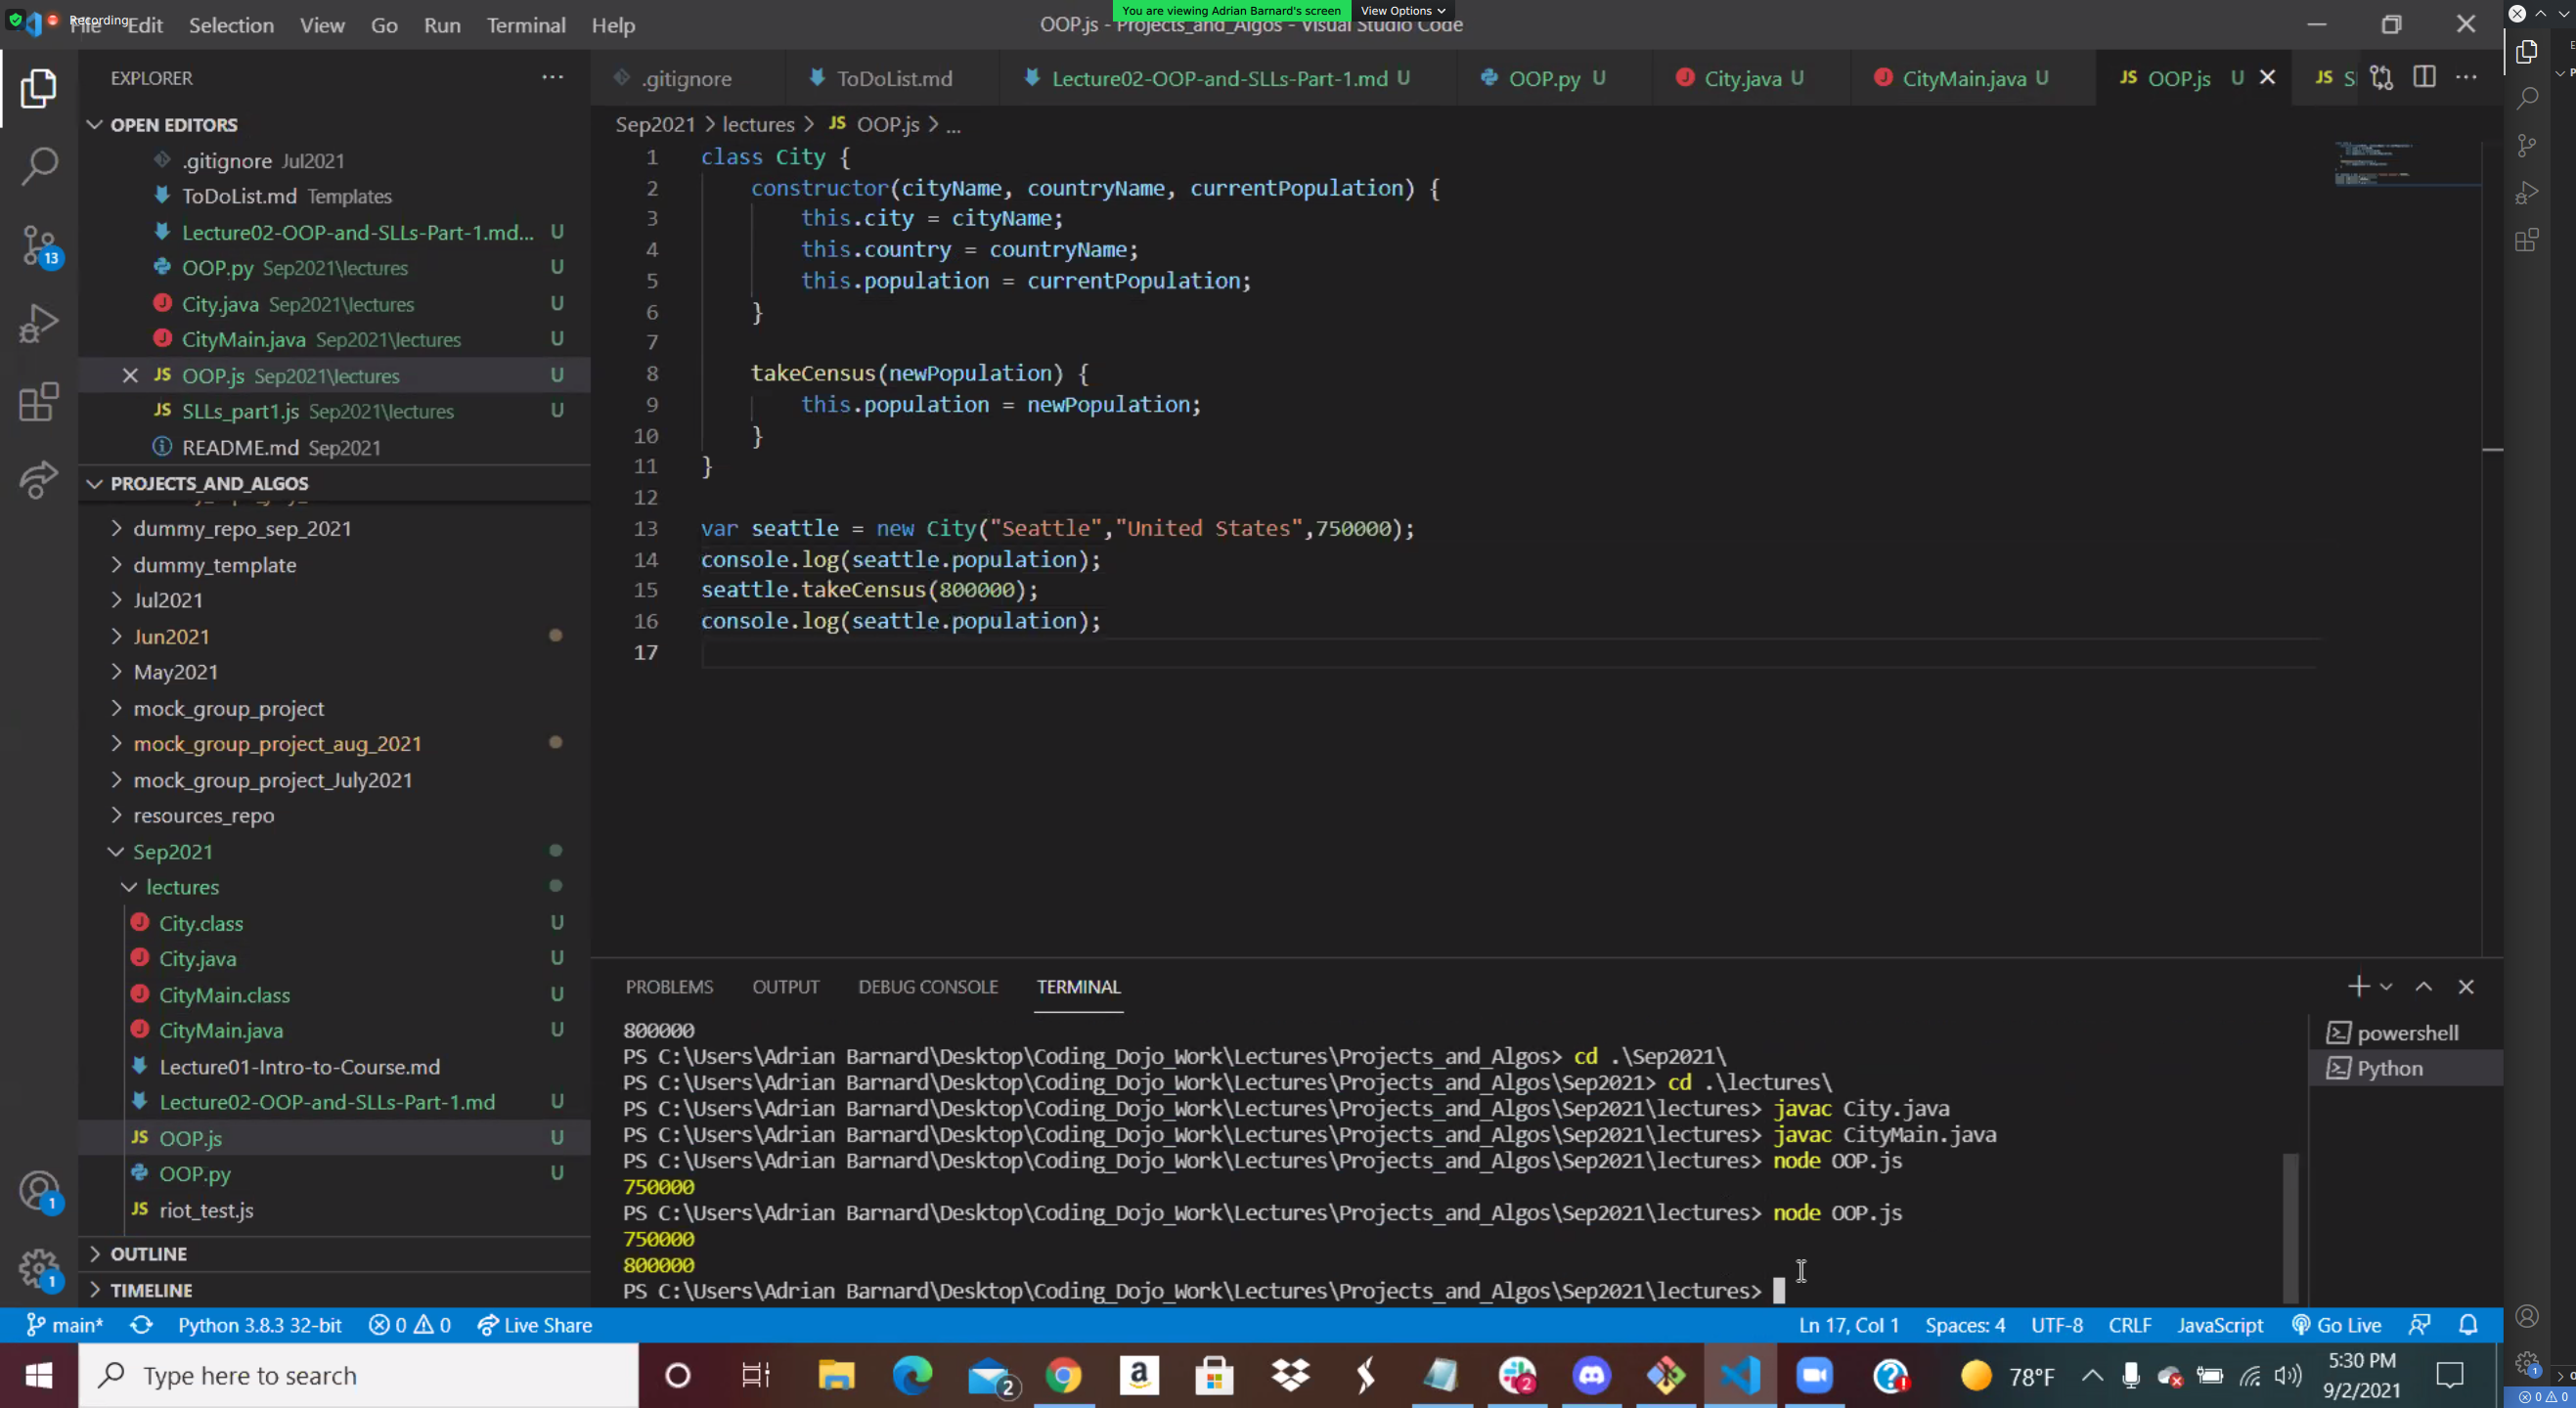 Recording
File Edit Selection View Go Run Terminal Help
OOP.js - Projects_and_Algos - Visual Studio Code
You are viewing Adrian Barnard's screen View Options
EXPLORER
.gitignore ToDoList.md Lecture02-OOP-and-SLLs-Part-1.md U OOP.py U City.java U CityMain.java U JS OOP.js U JS
OPEN EDITORS
.gitignore Jul2021
ToDoList.md Templates
Lecture02-OOP-and-SLLs-Part-1.md... U
OOP.py Sep2021\lectures U
City.java Sep2021\lectures U
CityMain.java Sep2021\lectures U
JS OOP.js Sep2021\lectures U
JS SLLs_part1.js Sep2021\lectures U
README.md Sep2021
PROJECTS_AND_ALGOS
dummy_repo_sep_2021
dummy_template
Jul2021
Jun2021
May2021
mock_group_project
mock_group_project_aug_2021
mock_group_project_July2021
resources_repo
Sep2021
lectures
City.class U
City.java U
CityMain.class U
CityMain.java U
Lecture01-Intro-to-Course.md
Lecture02-OOP-and-SLLs-Part-1.md U
JS OOP.js U
OOP.py U
JS riot_test.js
OUTLINE
TIMELINE
13
1
1
Sep2021 > lectures > JS OOP.js > ...
1 class City {
2 constructor(cityName, countryName, currentPopulation) {
3 this.city = cityName;
4 this.country = countryName;
5 this.population = currentPopulation;
6 }
7
8 takeCensus(newPopulation) {
9 this.population = newPopulation;
10 }
11 }
12
13 var seattle = new City("Seattle","United States",750000);
14 console.log(seattle.population);
15 seattle.takeCensus(800000);
16 console.log(seattle.population);
17
PROBLEMS OUTPUT DEBUG CONSOLE TERMINAL
800000
PS C:\Users\Adrian Barnard\Desktop\Coding_Dojo_Work\Lectures\Projects_and_Algos> cd .\Sep2021\
PS C:\Users\Adrian Barnard\Desktop\Coding_Dojo_Work\Lectures\Projects_and_Algos\Sep2021> cd .\lectures\
PS C:\Users\Adrian Barnard\Desktop\Coding_Dojo_Work\Lectures\Projects_and_Algos\Sep2021\lectures> javac City.java
PS C:\Users\Adrian Barnard\Desktop\Coding_Dojo_Work\Lectures\Projects_and_Algos\Sep2021\lectures> javac CityMain.java
PS C:\Users\Adrian Barnard\Desktop\Coding_Dojo_Work\Lectures\Projects_and_Algos\Sep2021\lectures> node OOP.js
750000
PS C:\Users\Adrian Barnard\Desktop\Coding_Dojo_Work\Lectures\Projects_and_Algos\Sep2021\lectures> node OOP.js
750000
800000
PS C:\Users\Adrian Barnard\Desktop\Coding_Dojo_Work\Lectures\Projects_and_Algos\Sep2021\lectures>
powershell
Python
main* Python 3.8.3 32-bit 0 0 Live Share Ln 17, Col 1 Spaces: 4 UTF-8 CRLF JavaScript Go Live
Type here to search
2
a
2
78°F
5:30 PM
9/2/2021
1
0 0